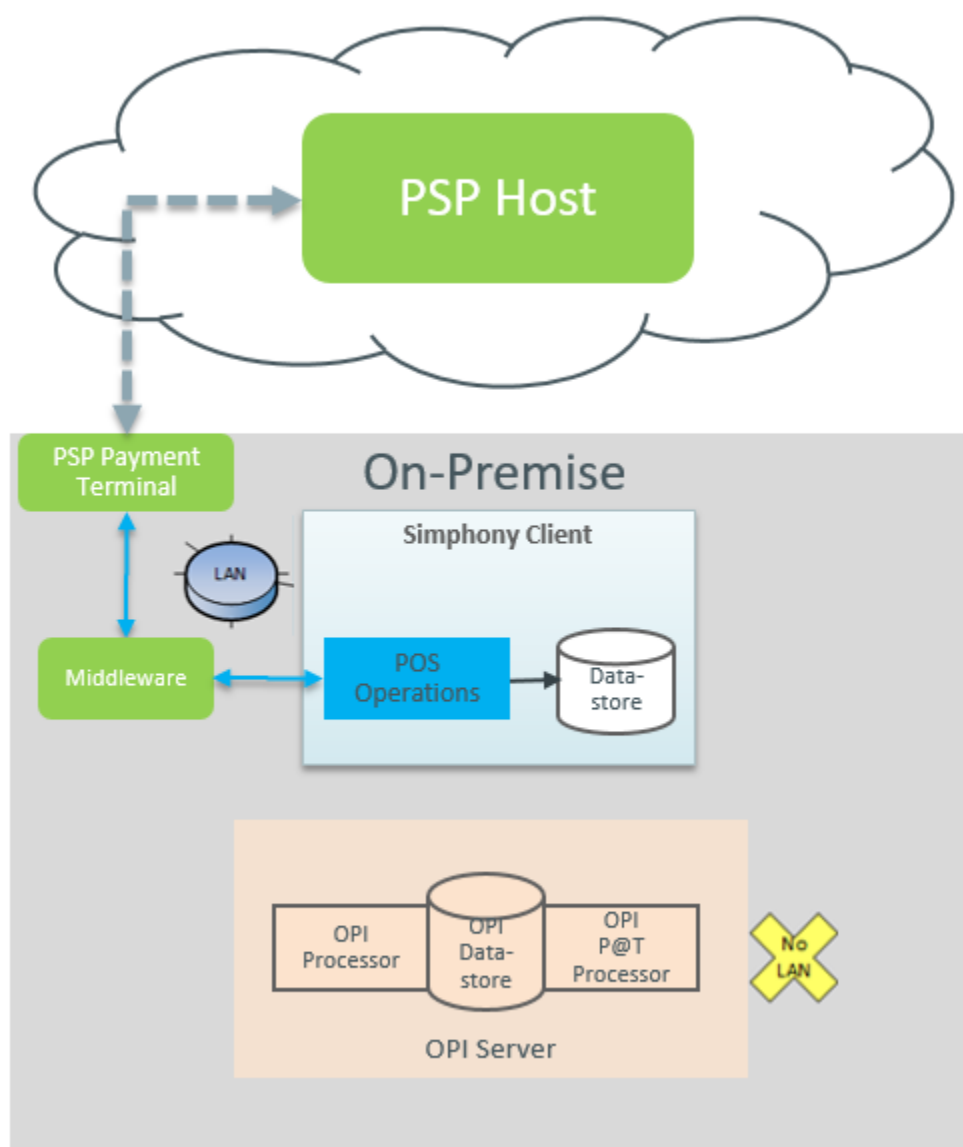 PSP Host
PSP Payment
Terminal
On-Premise
Simphony Client
LAN
Middleware
POS
Operations
Data-
store
OPI
Processor
OPI
Data-
store
OPI
P@T
Processor
No
LAN
OPI Server